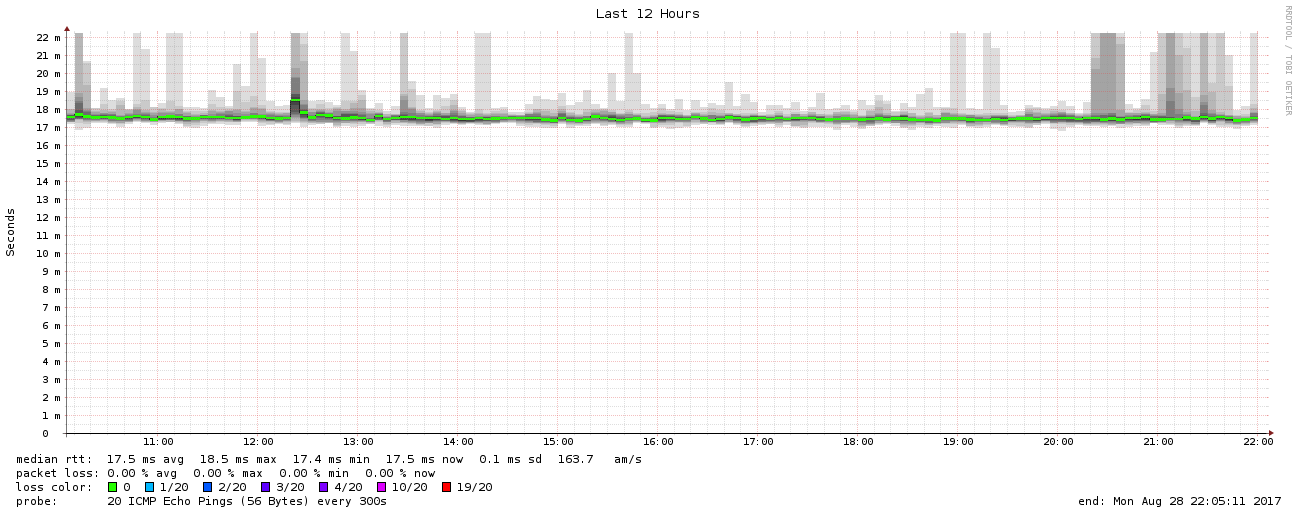 Last 12 Hours
RRDTOOL / TOBI OETIKER
Seconds
22 m
21 m
20 m
19 m
18 m
17 m
16 m
15 m
14 m
13 m
12 m
11 m
10 m
9 m
8 m
7 m
6 m
5 m
4 m
3 m
2 m
1 m
0
11:00 12:00 13:00 14:00 15:00 16:00 17:00 18:00 19:00 20:00 21:00 22:00
median rtt: 17.5 ms avg 18.5 ms max 17.4 ms min 17.5 ms now 0.1 ms sd 163.7 am/s
packet loss: 0.00 % avg 0.00 % max 0.00 % min 0.00 % now
loss color: 0 1/20 2/20 3/20 4/20 10/20 19/20
probe: 20 ICMP Echo Pings (56 Bytes) every 300s end: Mon Aug 28 22:05:11 2017